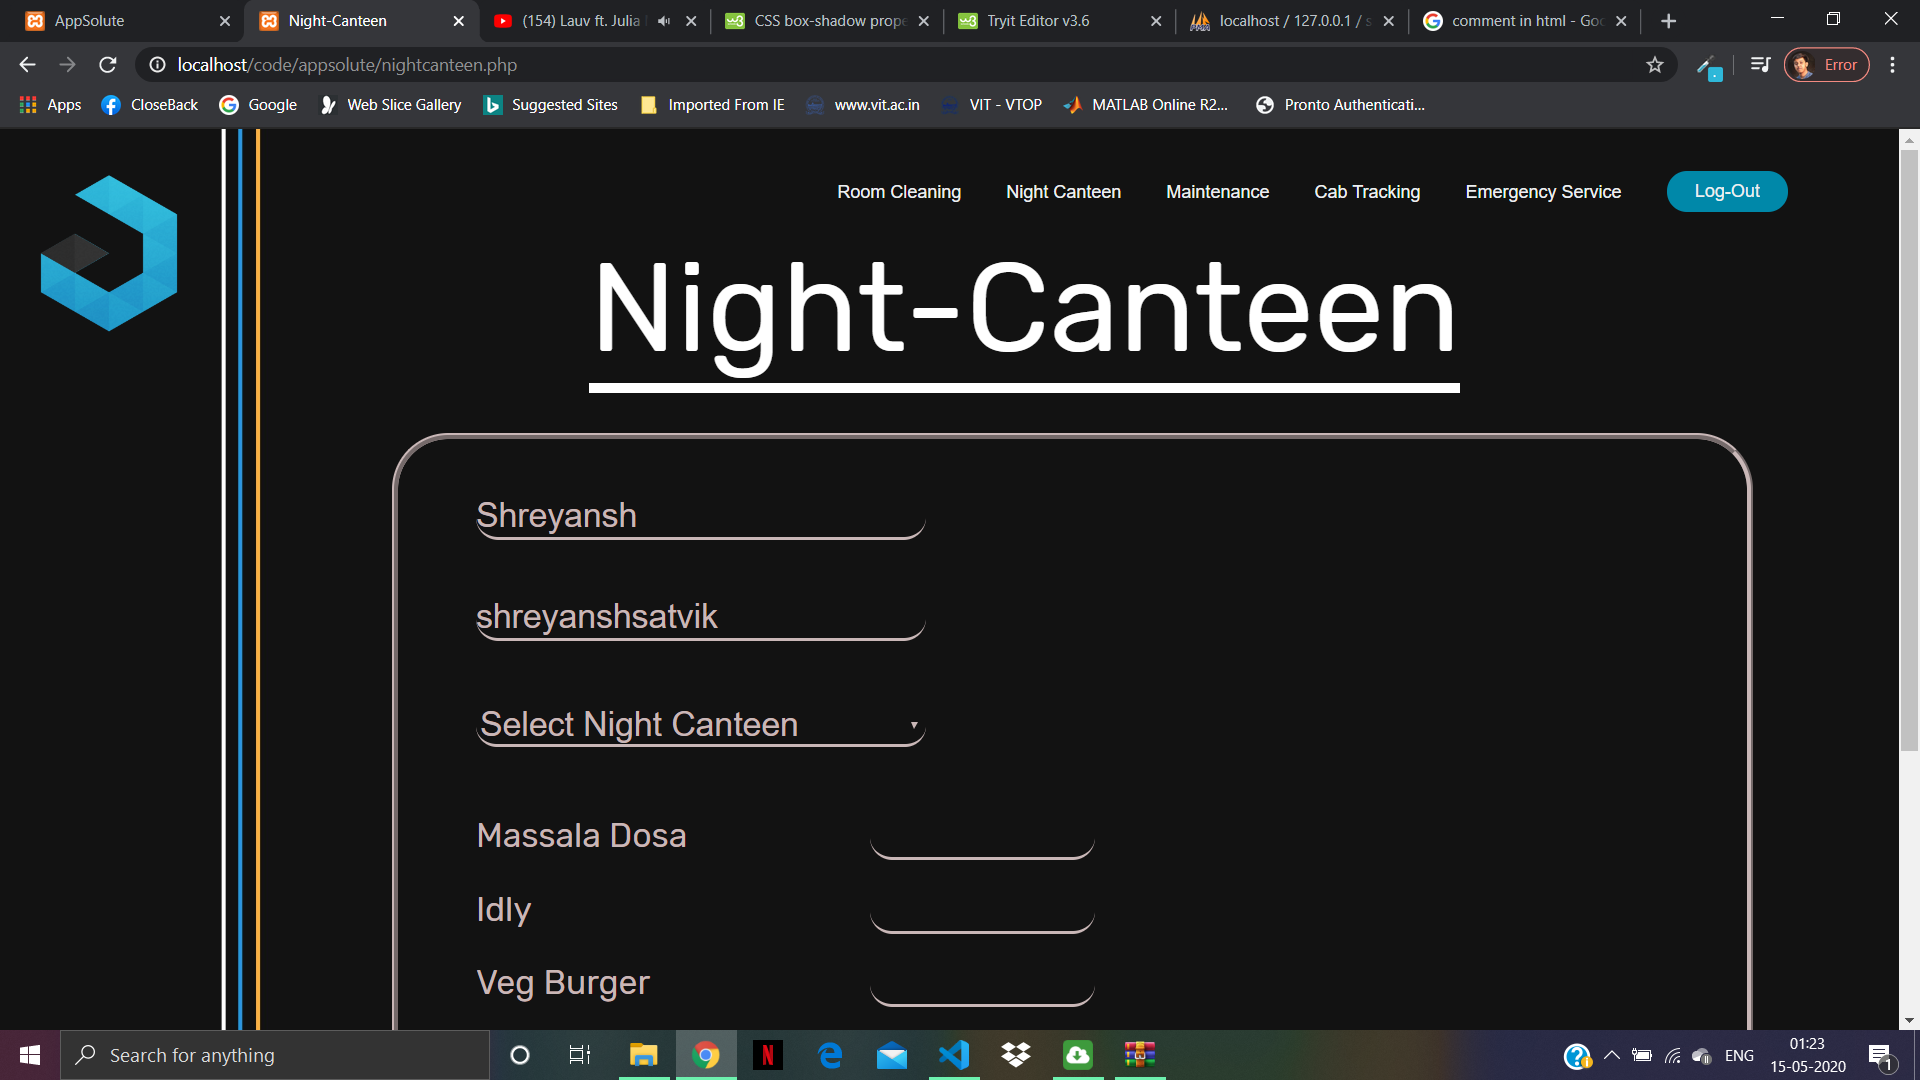 AppSolute
Night-Canteen
(154) Lauv ft. Julia
CSS box-shadow prope
Tryit Editor v3.6
localhost / 127.0.0.1 / s
comment in html - Goo
localhost/code/appsolute/nightcanteen.php
Error
Apps
CloseBack
Google
Web Slice Gallery
Suggested Sites
Imported From IE
www.vit.ac.in
VIT - VTOP
MATLAB Online R2...
Pronto Authenticati...
Room Cleaning
Night Canteen
Maintenance
Cab Tracking
Emergency Service
Log-Out
Night-Canteen
Shreyansh
shreyanshsatvik
Select Night Canteen
Massala Dosa
Idly
Veg Burger
Search for anything
ENG
01:23
15-05-2020
1